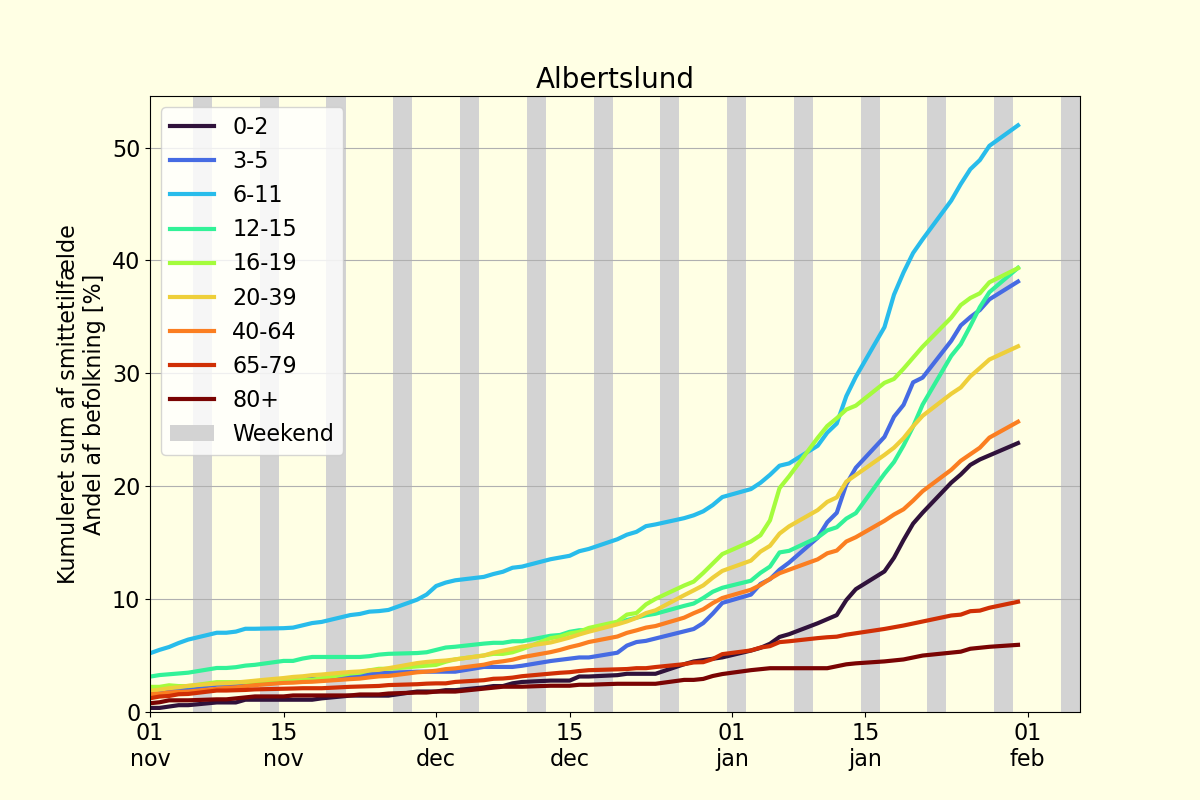 Albertslund
Kumuleret sum af smittetilfælde
Andel af befolkning [%]
50
40
30
20
10
0
0-2
3-5
6-11
12-15
16-19
20-39
40-64
65-79
80+
Weekend
01 15 01 15 01 15 01
nov nov dec dec jan jan feb